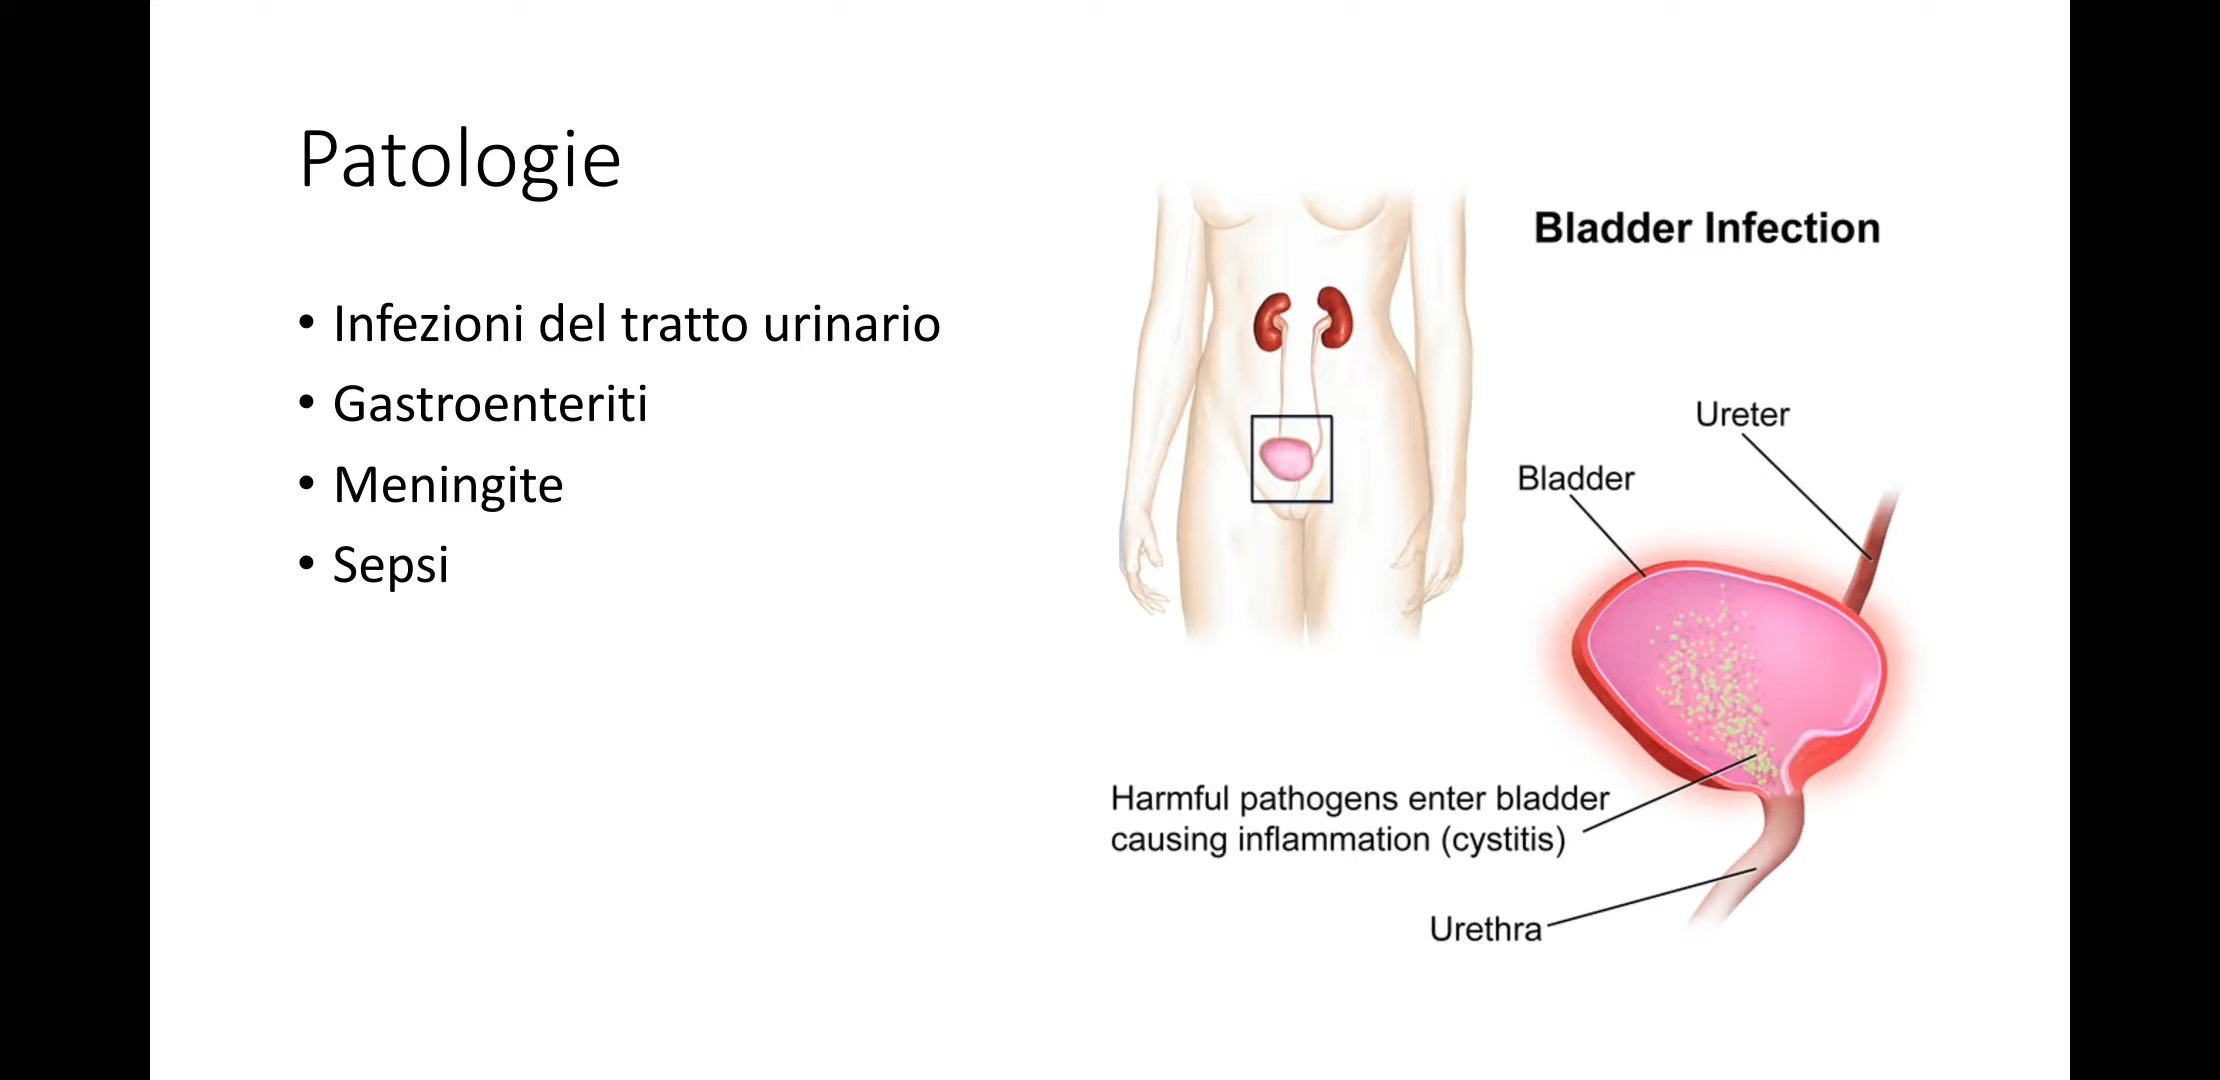 Patologie
• Infezioni del tratto urinario
• Gastroenteriti
• Meningite
• Sepsi
Bladder Infection
Ureter
Bladder
Harmful pathogens enter bladder
causing inflammation (cystitis)
Urethra